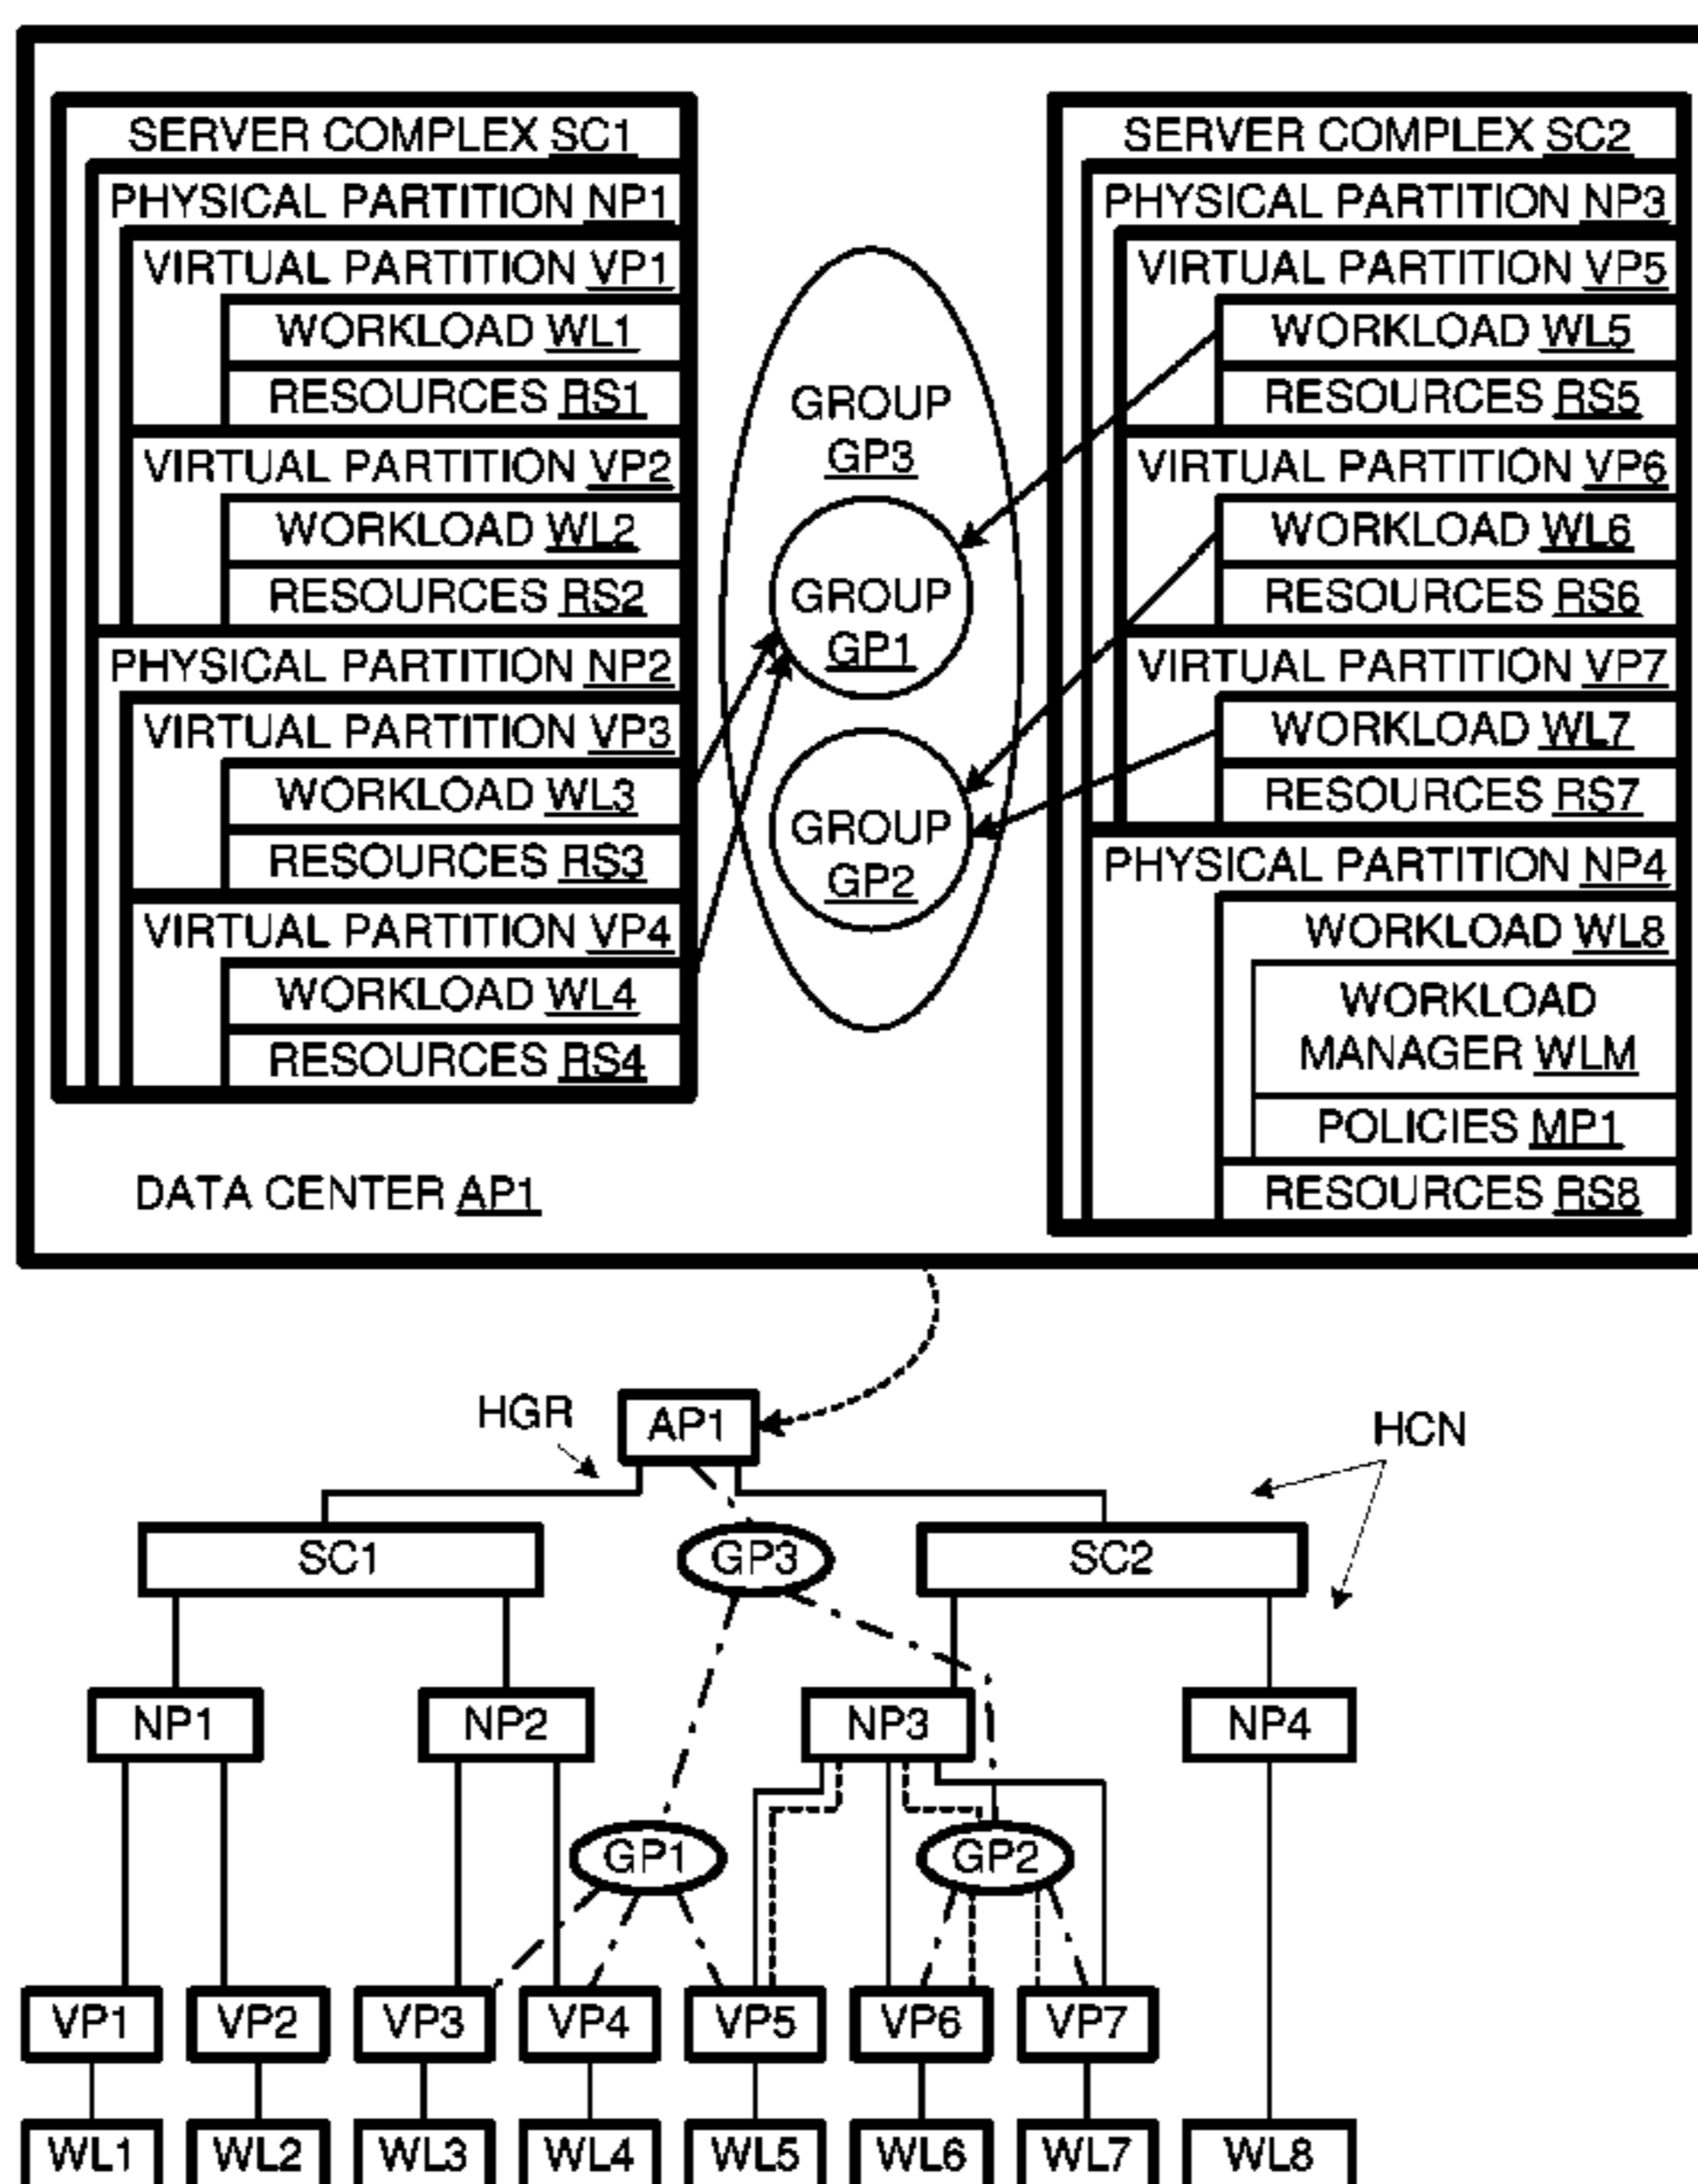 SERVER COMPLEX SC1
PHYSICAL PARTITION NP1
VIRTUAL PARTITION VP1
WORKLOAD WL1
RESOURCES RS1
VIRTUAL PARTITION VP2
WORKLOAD WL2
RESOURCES RS2
PHYSICAL PARTITION NP2
VIRTUAL PARTITION VP3
WORKLOAD WL3
RESOURCES RS3
VIRTUAL PARTITION VP4
WORKLOAD WL4
RESOURCES RS4
DATA CENTER AP1
GROUP
GP3
GROUP
GP1
GROUP
GP2
SERVER COMPLEX SC2
PHYSICAL PARTITION NP3
VIRTUAL PARTITION VP5
WORKLOAD WL5
RESOURCES RS5
VIRTUAL PARTITION VP6
WORKLOAD WL6
RESOURCES RS6
VIRTUAL PARTITION VP7
WORKLOAD WL7
RESOURCES RS7
PHYSICAL PARTITION NP4
WORKLOAD WL8
WORKLOAD
MANAGER WLM
POLICIES MP1
RESOURCES RS8
HGR AP1 HCN
SC1 GP3 SC2
NP1 NP2 NP3 NP4
GP1 GP2
VP1 VP2 VP3 VP4 VP5 VP6 VP7
WL1 WL2 WL3 WL4 WL5 WL6 WL7 WL8